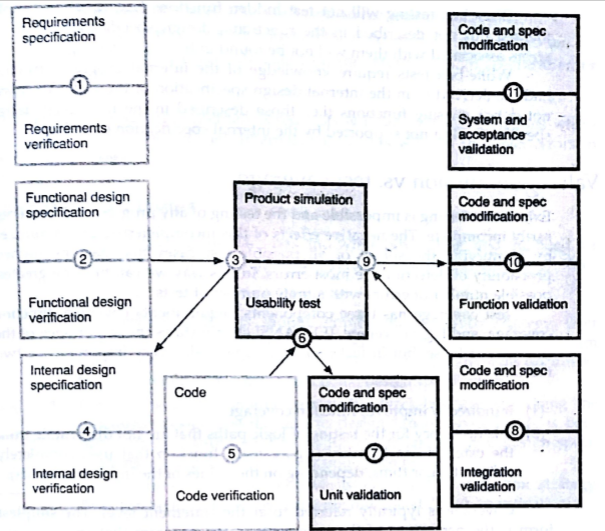 Requirements
specification
1
Requirements
verification
Code and spec
modification
11
System and
acceptance
validation
Functional design
specification
2
Functional design
verification
Product simulation
3
9
Usability test
6
Code and spec
modification
10
Function validation
Internal design
specification
4
Internal design
verification
Code
5
Code verification
Code and spec
modification
7
Unit validation
Code and spec
modification
8
Integration
validation